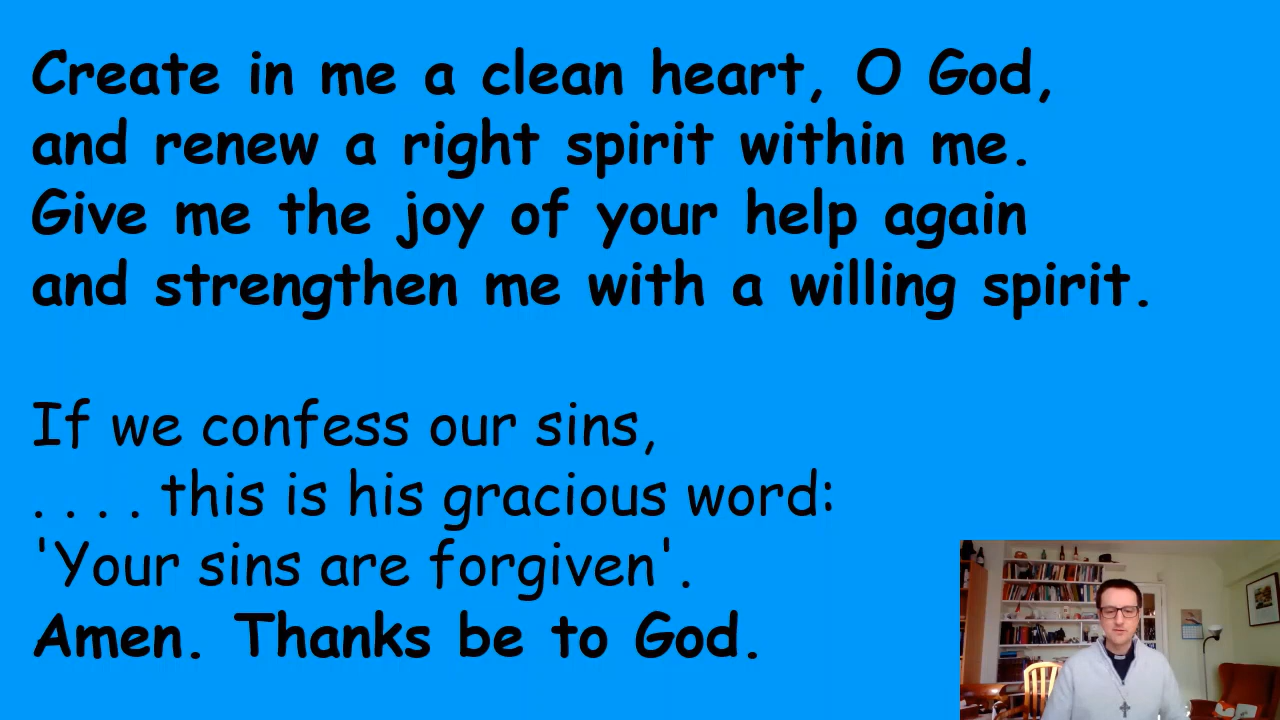 Create in me a clean heart, O God,
and renew a right spirit within me.
Give me the joy of your help again
and strengthen me with a willing spirit.
If we confess our sins,
. . . . this is his gracious word:
'Your sins are forgiven'.
Amen. Thanks be to God.